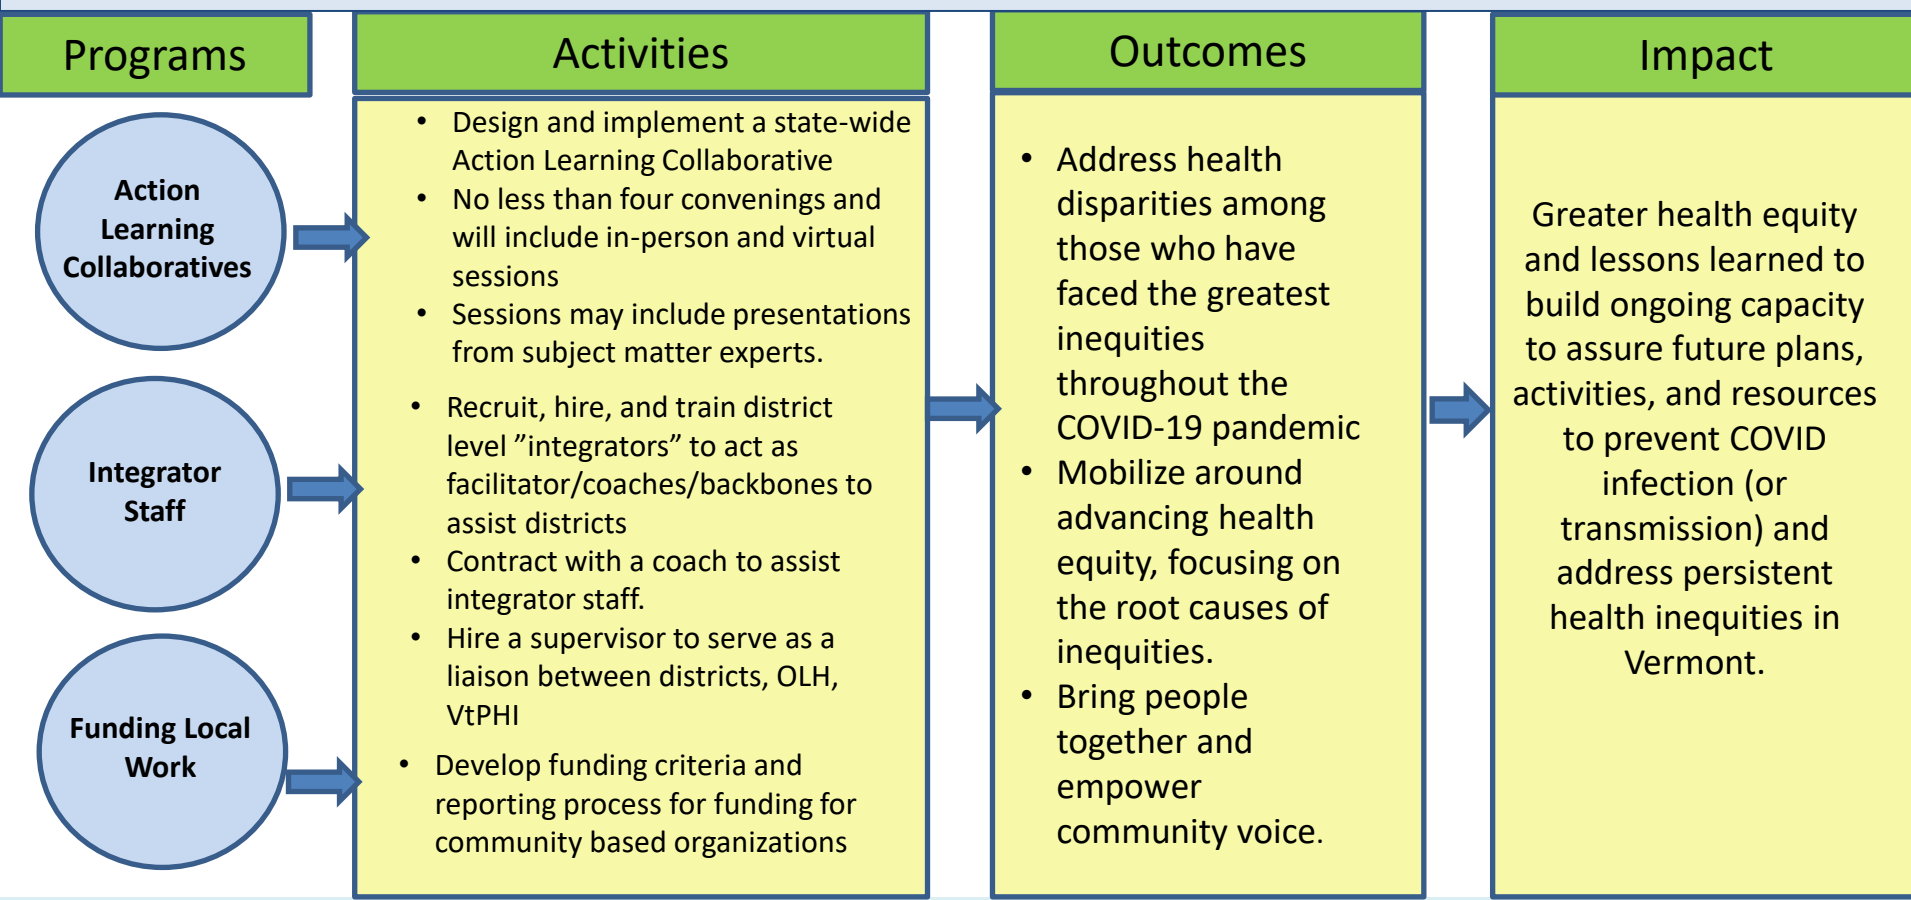 Programs
Action
Learning
Collaboratives
Integrator
Staff
Funding Local
Work
Activities
• Design and implement a state-wide
Action Learning Collaborative
• No less than four convenings and
will include in-person and virtual
sessions
• Sessions may include presentations
from subject matter experts.
• Recruit, hire, and train district
level ”integrators” to act as
facilitator/coaches/backbones to
assist districts
• Contract with a coach to assist
integrator staff.
• Hire a supervisor to serve as a
liaison between districts, OLH,
VtPHI
• Develop funding criteria and
reporting process for funding for
community based organizations
Outcomes
• Address health
disparities among
those who have
faced the greatest
inequities
throughout the
COVID-19 pandemic
• Mobilize around
advancing health
equity, focusing on
the root causes of
inequities.
• Bring people
together and
empower
community voice.
Impact
Greater health equity
and lessons learned to
build ongoing capacity
to assure future plans,
activities, and resources
to prevent COVID
infection (or
transmission) and
address persistent
health inequities in
Vermont.